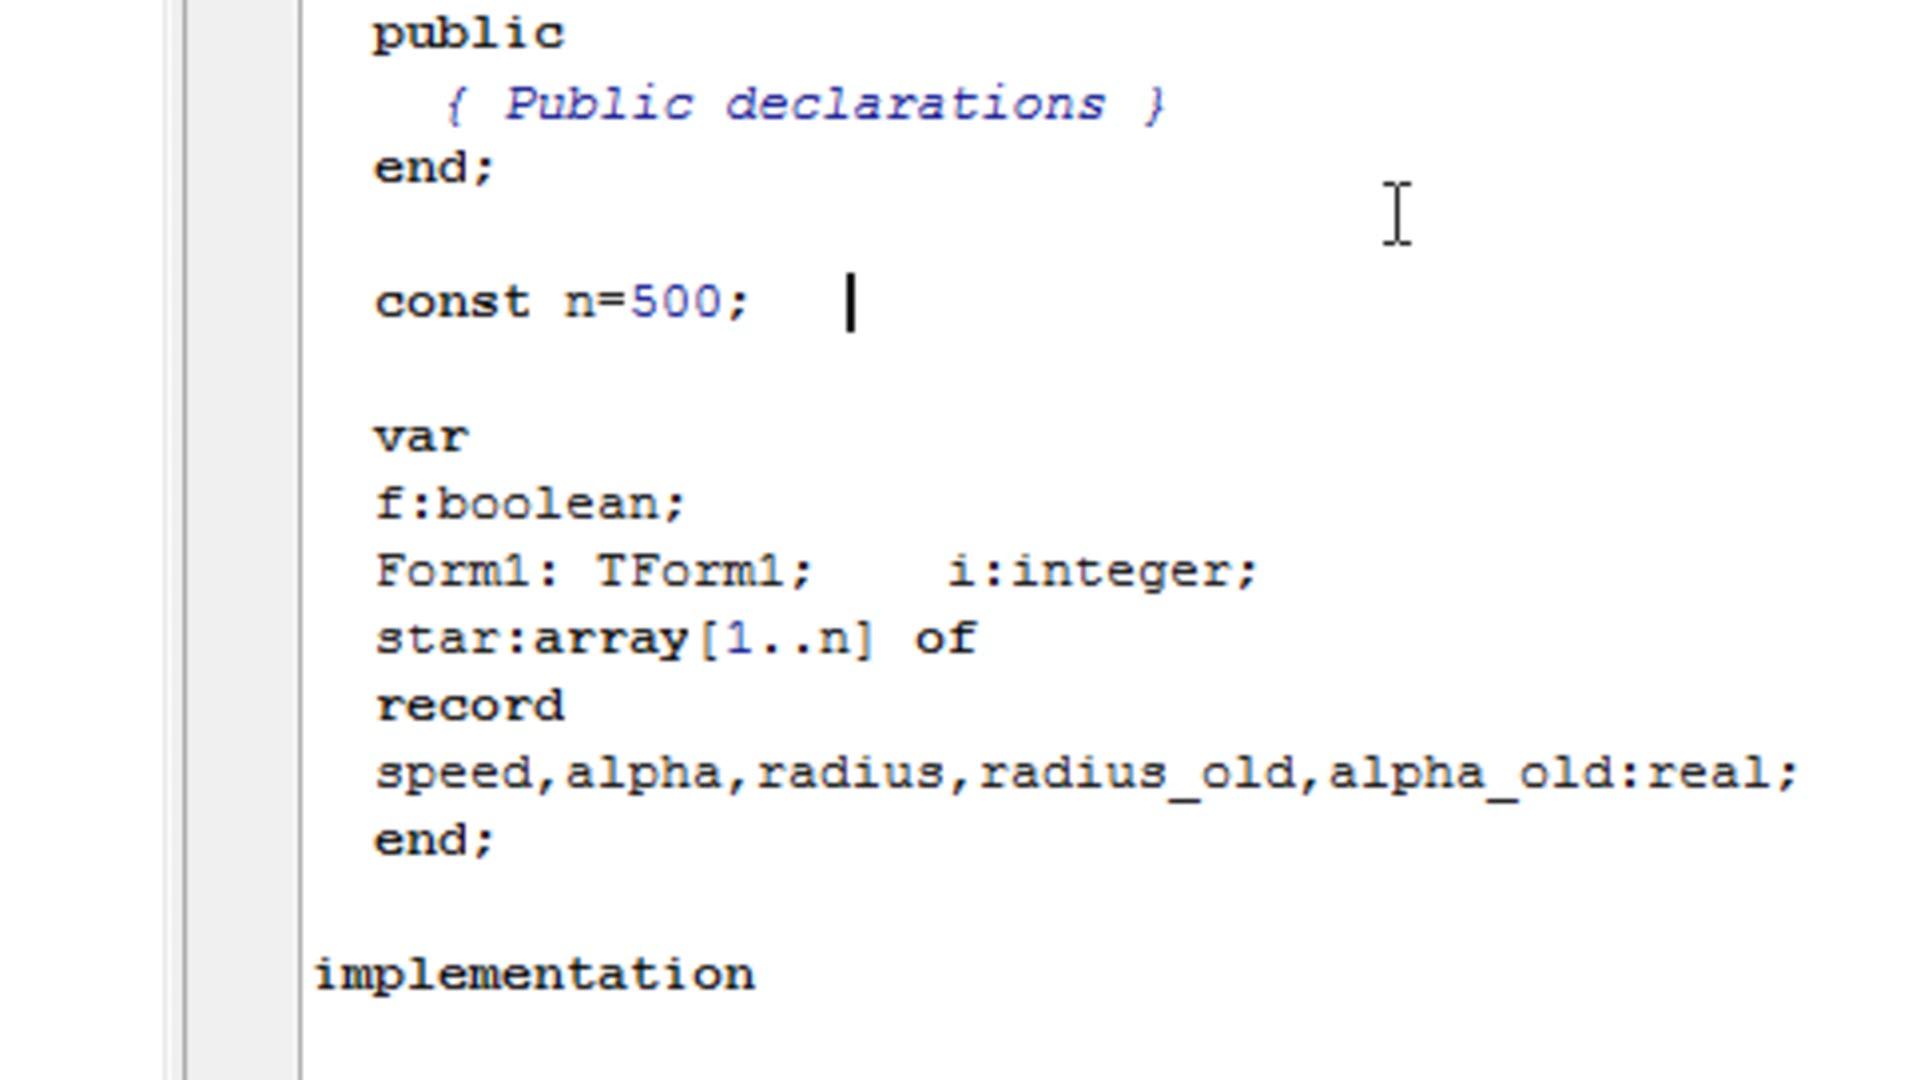 public
{ Public declarations }
end;
const n=500;
var
f:boolean;
Form1: TForm1;    i:integer;
star:array[1..n] of
record
speed,alpha,radius,radius_old,alpha_old:real;
end;
implementation